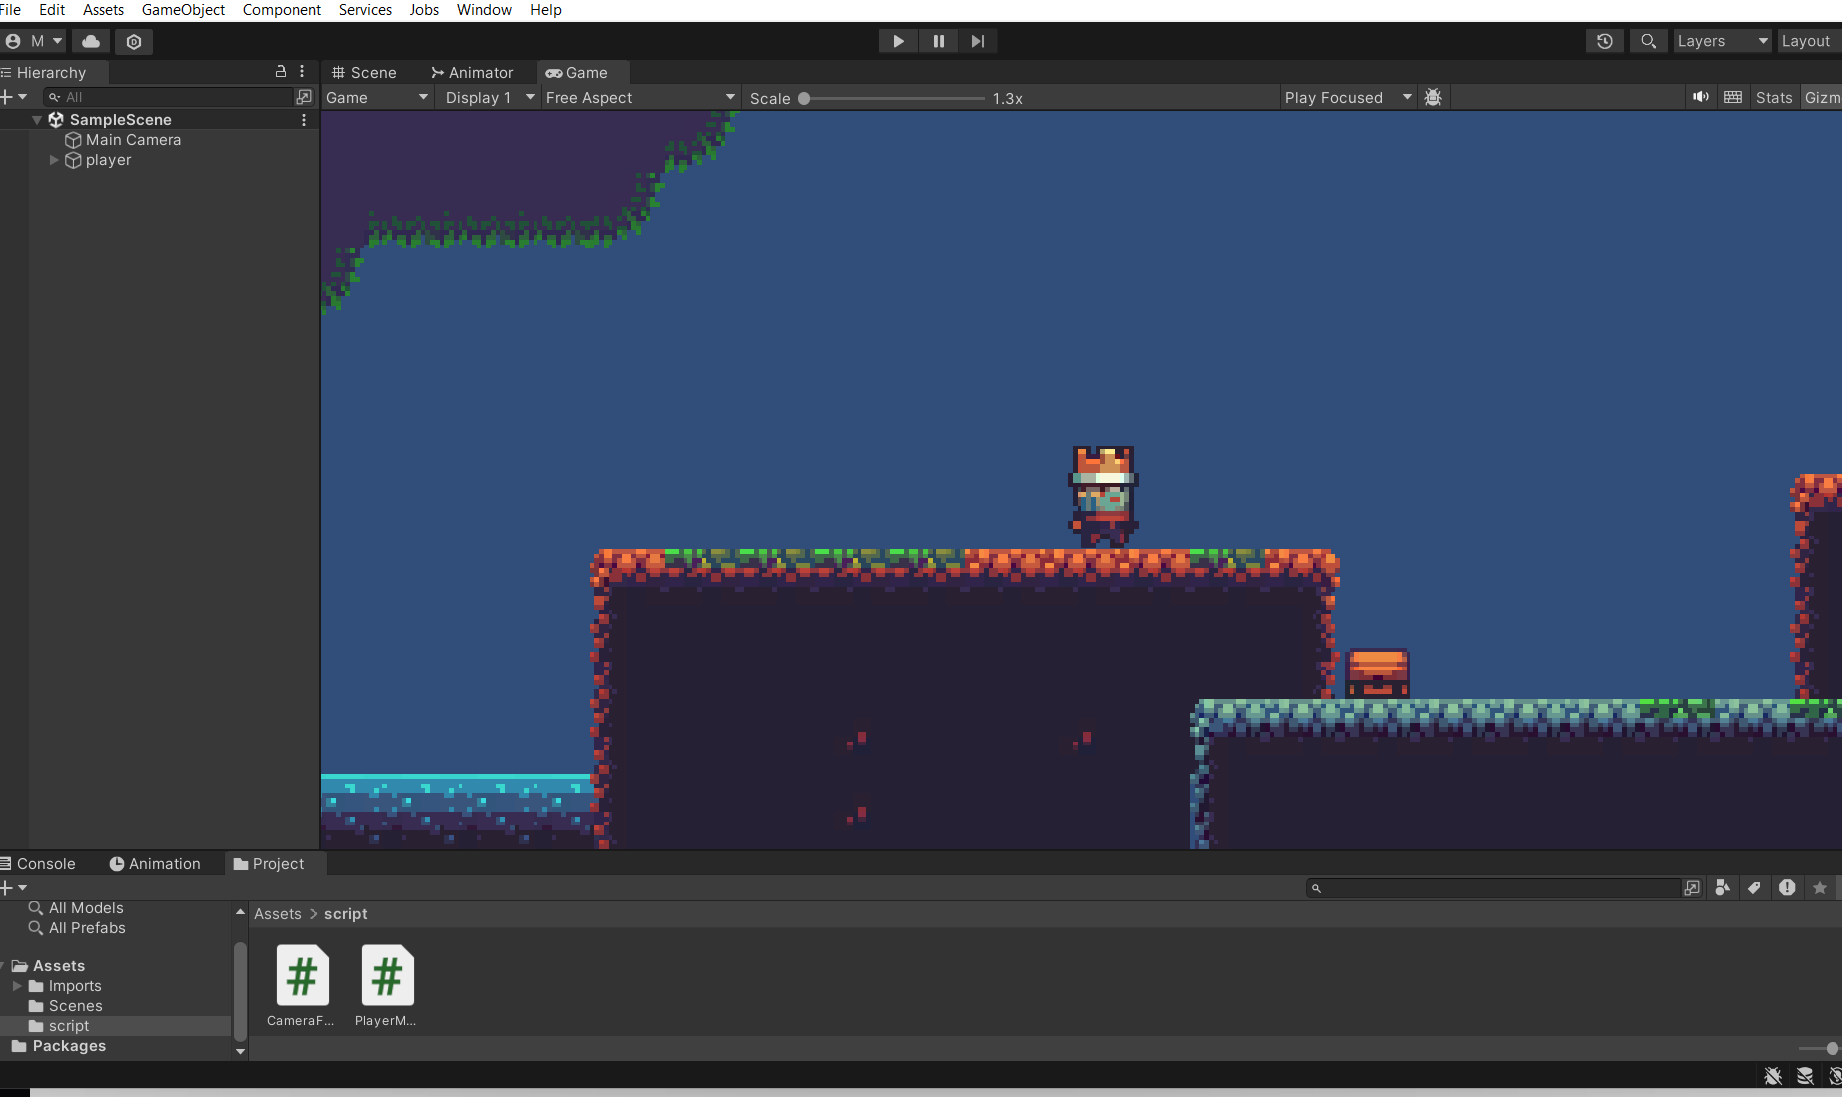 File Edit Assets GameObject Component Services Jobs Window Help
M Layers Layout
Hierarchy Scene Animator Game
All Game Display 1 Free Aspect Scale 1.3x Play Focused Stats Gizm
SampleScene
Main Camera
player
Console Animation Project
All Models
All Prefabs
Assets > script
Assets
Imports
Scenes
script
Packages
CameraF... PlayerM...